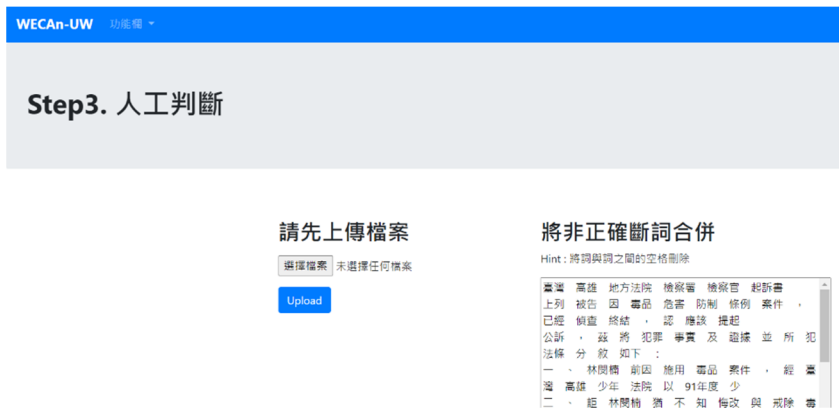 WECAn-UW 功能欄
Step3. 人工判斷
請先上傳檔案
選擇檔案 未選擇任何檔案
Upload
將非正確斷詞合併
Hint : 將詞與詞之間的空格刪除
臺灣 高雄 地方法院 檢察署 檢察官 起訴書
上列 被告 因 毒品 危害 防制 條例 案件 ，
已經 偵查 終結 ， 認 應該 提起
公訴 ， 茲 將 犯罪 事實 及 證據 並 所 犯
法條 分 敘 如下 ：
一 、 林閔楠 前因 施用 毒品 案件 ， 經 臺
灣 高雄 少年 法院 以 91年度 少
二 、 詎 林閔楠 猶 不 知 悔改 與 戒除 毒